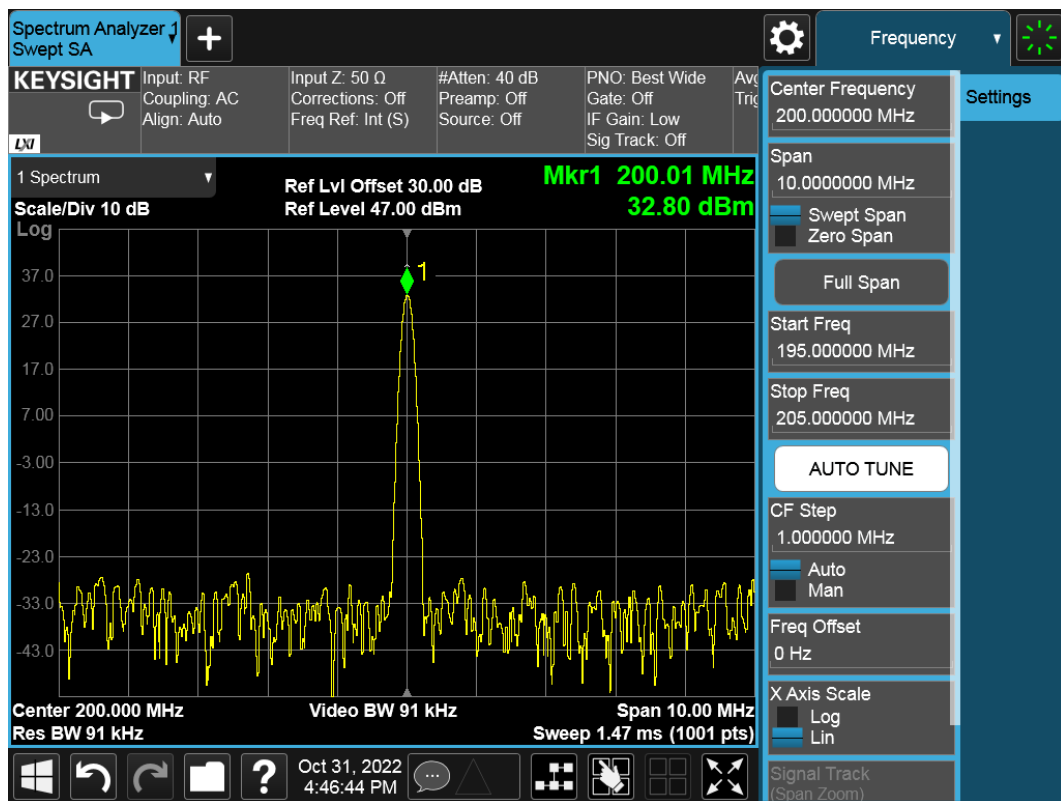 Spectrum Analyzer 1
Swept SA
Frequency
KEYSIGHT
LXI
Input: RF
Coupling: AC
Align: Auto
Input Z: 50 Ω
Corrections: Off
Freq Ref: Int (S)
#Atten: 40 dB
Preamp: Off
Source: Off
PNO: Best Wide
Gate: Off
IF Gain: Low
Sig Track: Off
Avg
Trig
1 Spectrum
Scale/Div 10 dB
Log
Ref Lvl Offset 30.00 dB
Ref Level 47.00 dBm
Mkr1 200.01 MHz
32.80 dBm
1
37.0
27.0
17.0
7.00
-3.00
-13.0
-23.0
-33.0
-43.0
Center 200.000 MHz
Video BW 91 kHz
Span 10.00 MHz
Res BW 91 kHz
Sweep 1.47 ms (1001 pts)
Oct 31, 2022
4:46:44 PM
Center Frequency
200.000000 MHz
Span
10.0000000 MHz
Swept Span
Zero Span
Full Span
Start Freq
195.000000 MHz
Stop Freq
205.000000 MHz
AUTO TUNE
CF Step
1.000000 MHz
Auto
Man
Freq Offset
0 Hz
X Axis Scale
Log
Lin
Signal Track
(Span Zoom)
Settings